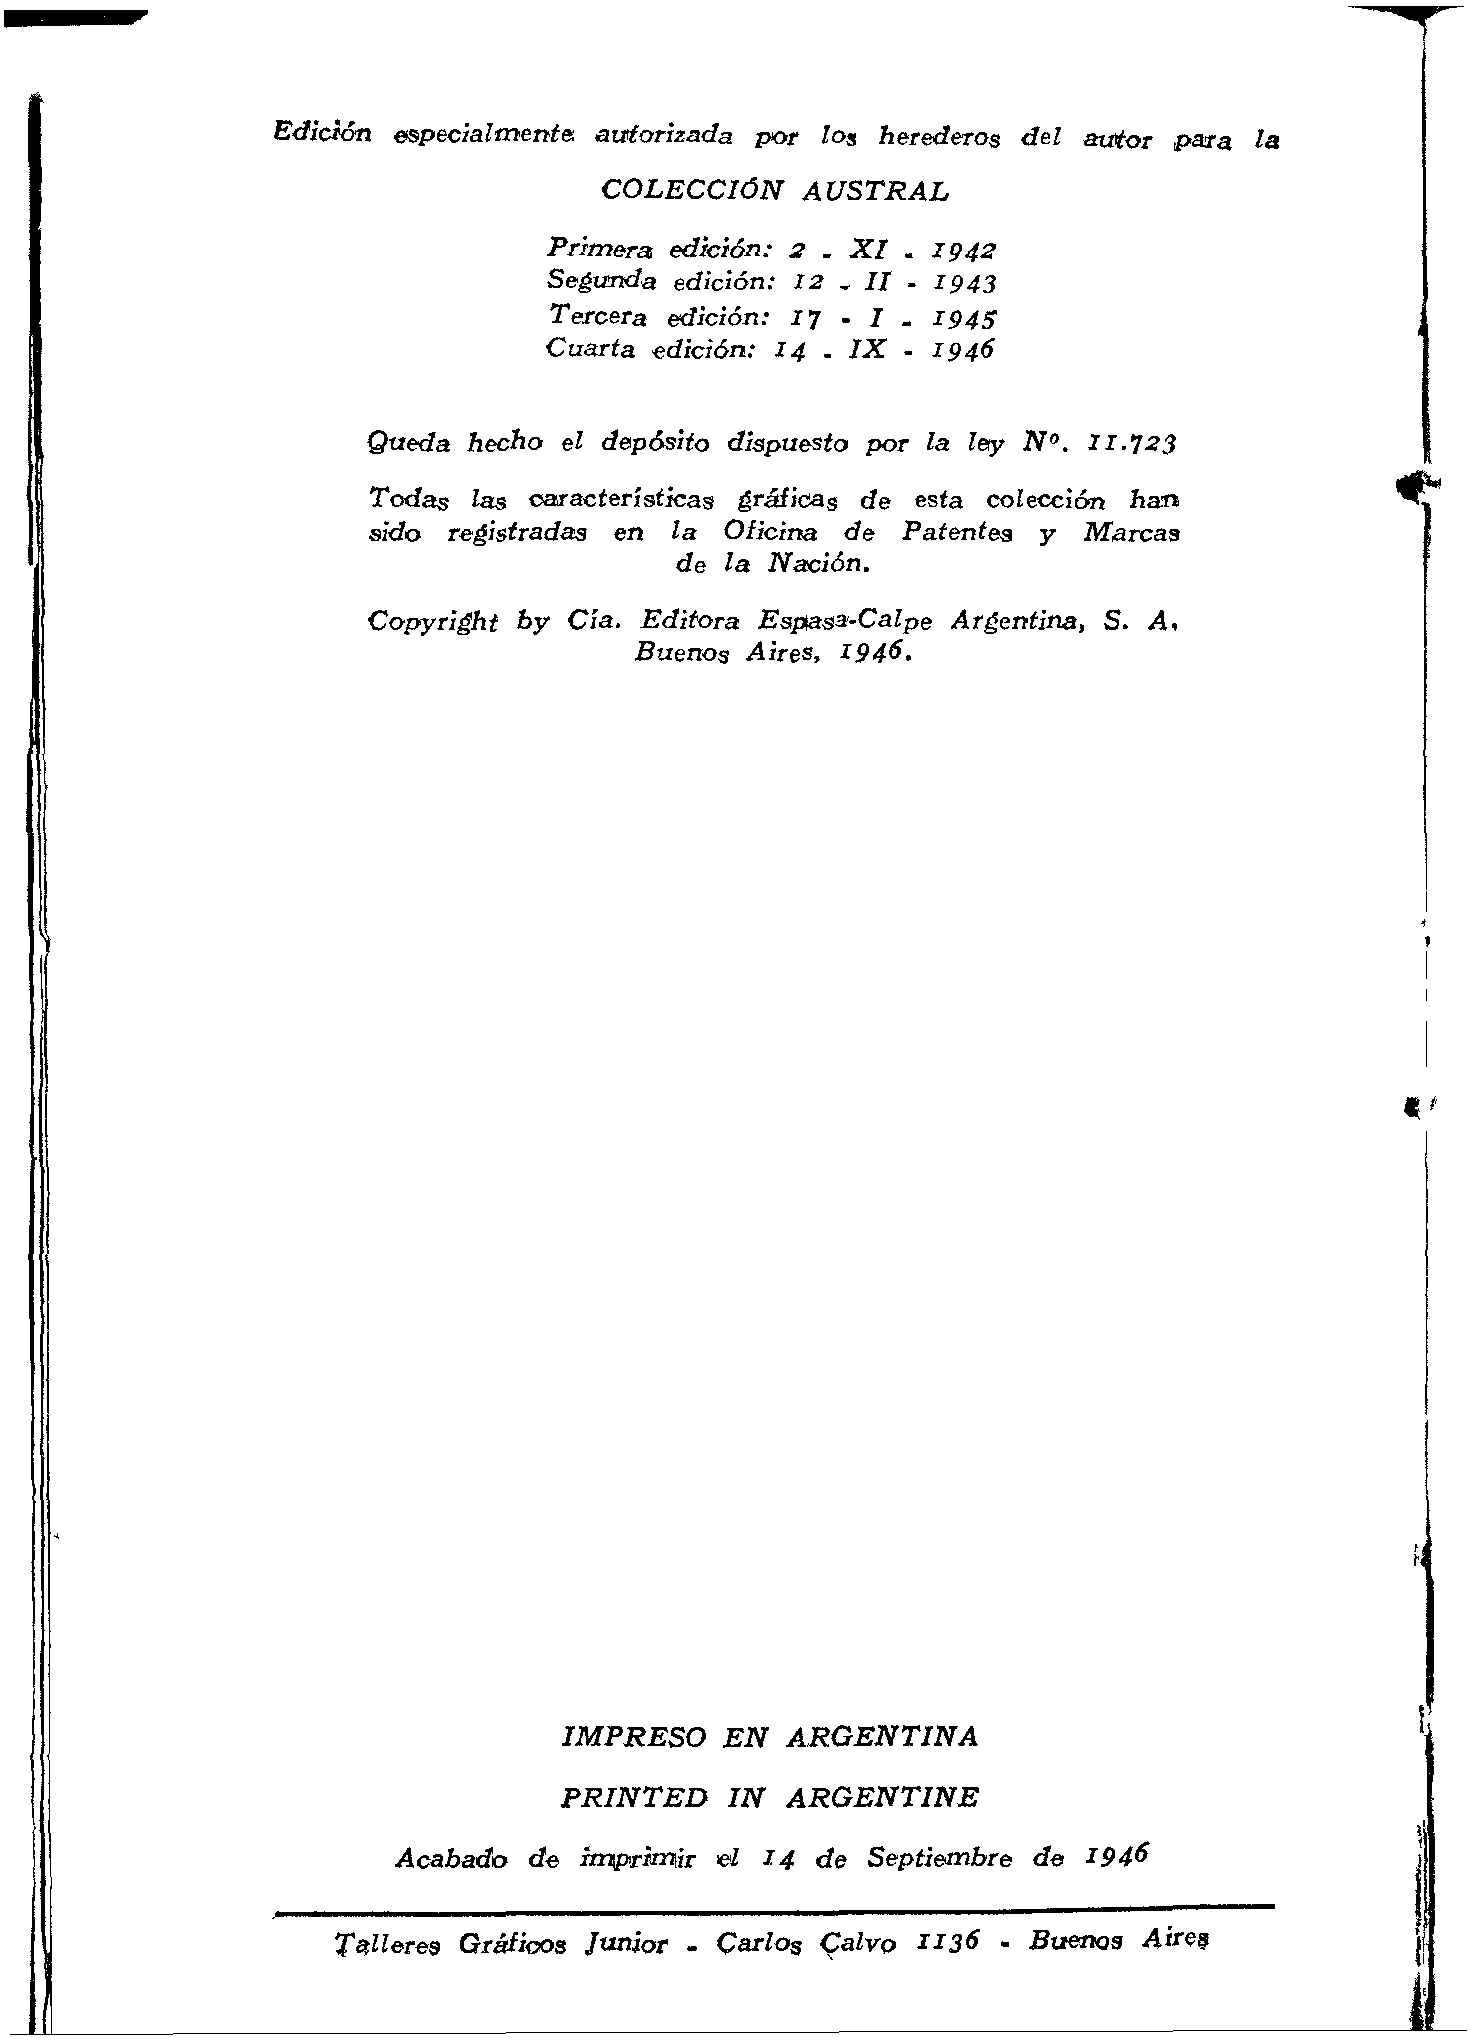 Edición especialmente autorizada por los herederos del autor para la
COLECCIÓN AUSTRAL
Primera edición: 2 - XI - 1942
Segunda edición: 12 - II - 1943
Tercera edición: 17 - I - 1945
Cuarta edición: 14 - IX - 1946
Queda hecho el depósito dispuesto por la ley Nº. 11.723
Todas las características gráficas de esta colección han
sido registradas en la Oficina de Patentes y Marcas
de la Nación.
Copyright by Cía. Editora Espasa-Calpe Argentina, S. A.
Buenos Aires, 1946.
IMPRESO EN ARGENTINA
PRINTED IN ARGENTINE
Acabado de imprimir el 14 de Septiembre de 1946
Talleres Gráficos Junior - Carlos Calvo 1136 - Buenos Aires